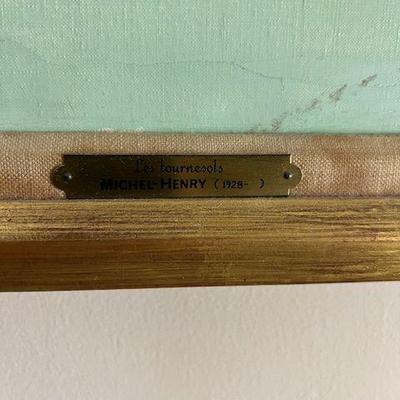 Les tournesols
MICHEL-HENRY ( 1928- )